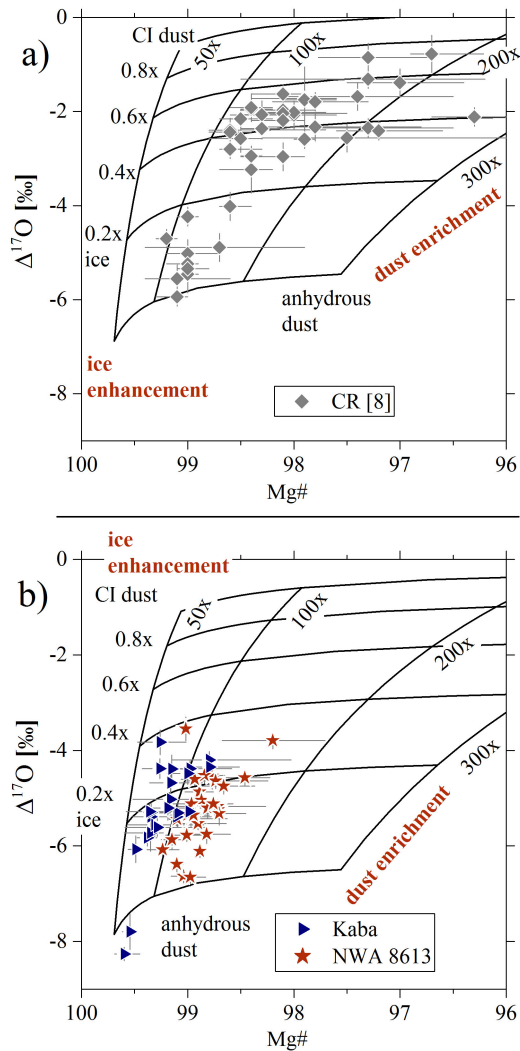 a)
0
CI dust
50x
100x
200x
0.8x
0.6x
-2
0.4x
300x
-4
0.2x
ice
dust enrichment
anhydrous
dust
-6
ice
enhancement
-8
CR [8]
Δ¹⁷O [‰]
100 99 98 97 96
Mg#
b)
0
ice
enhancement
CI dust
50x
100x
0.8x
-2
0.6x
200x
0.4x
-4
300x
0.2x
ice
-6
dust enrichment
anhydrous
dust
Kaba
NWA 8613
-8
Δ¹⁷O [‰]
100 99 98 97 96
Mg#